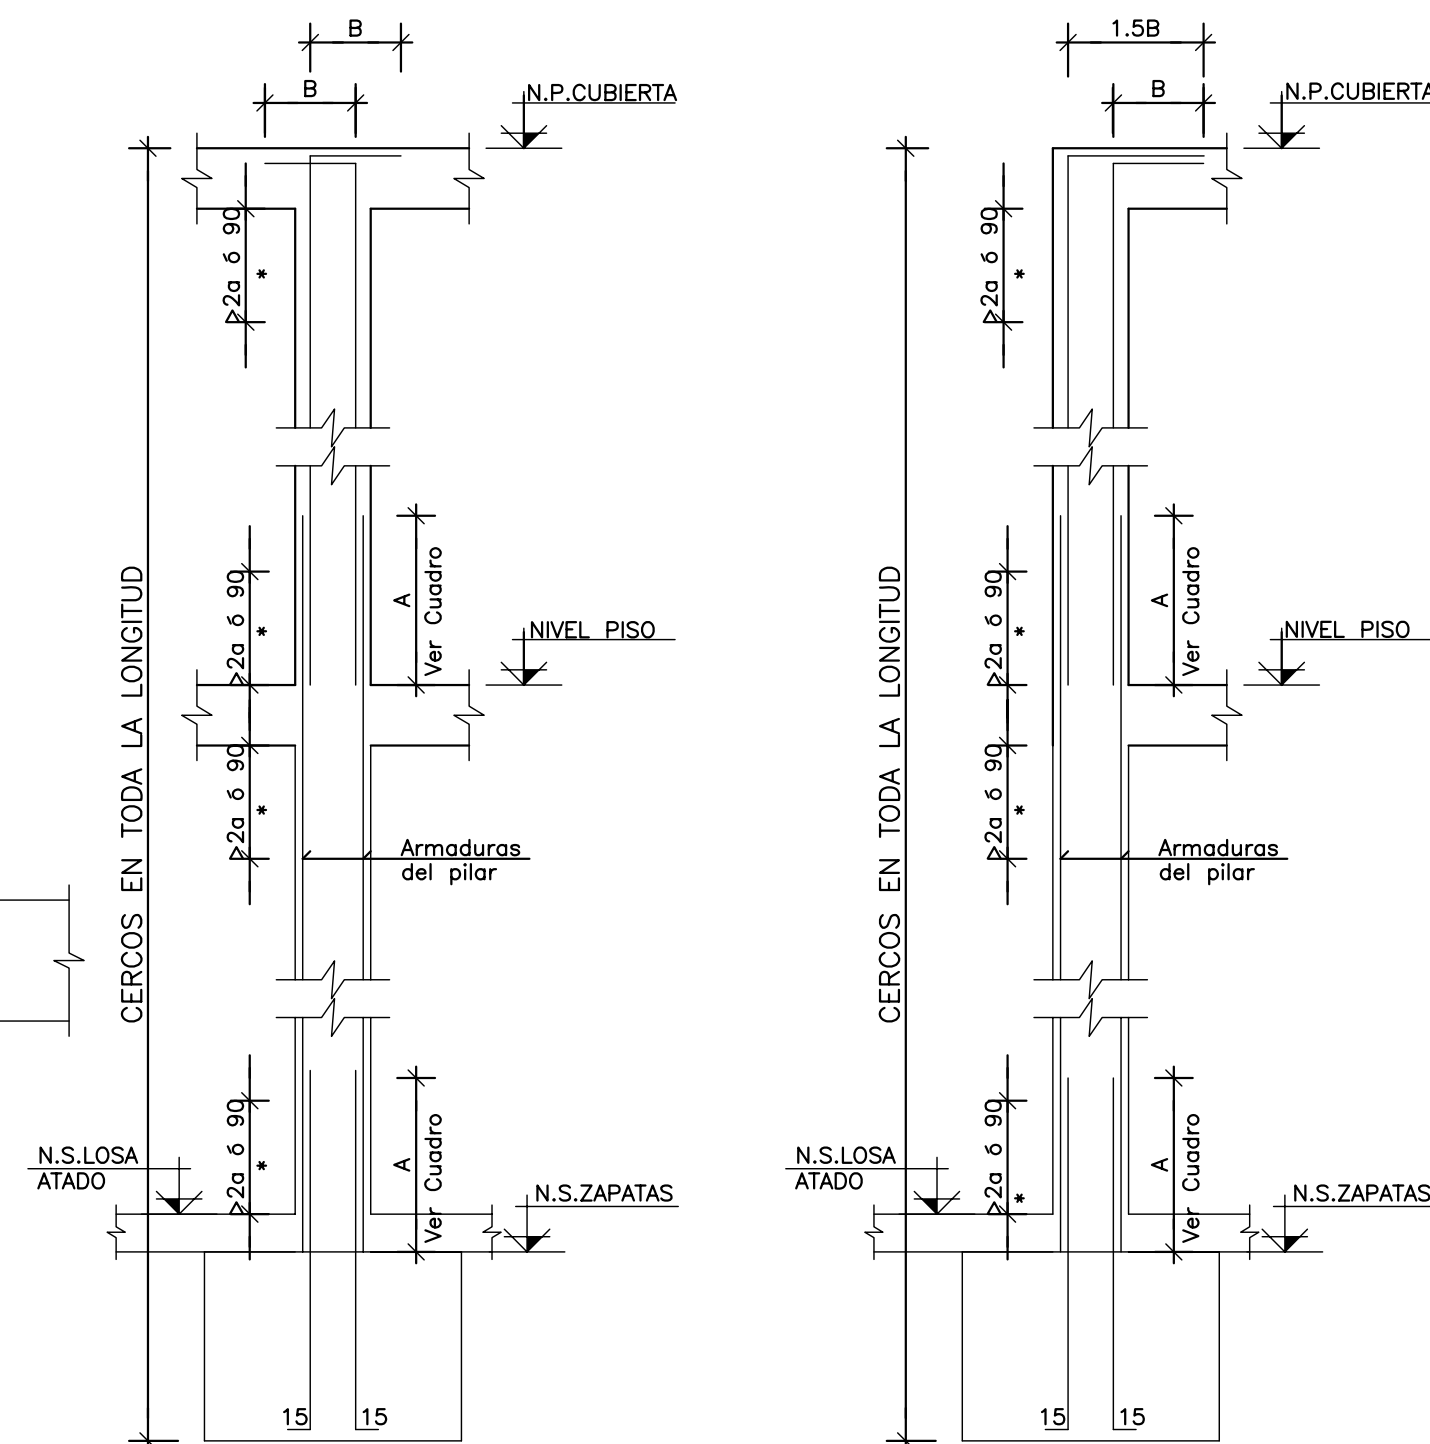 B
B
N.P.CUBIERTA
▷2a ó 90
*
CERCOS EN TODA LA LONGITUD
▷2a ó 90
*
A
Ver Cuadro
NIVEL PISO
▷2a ó 90
*
Armaduras
del pilar
▷2a ó 90
*
A
Ver Cuadro
N.S.LOSA
ATADO
N.S.ZAPATAS
15
15
1.5B
B
N.P.CUBIERTA
▷2a ó 90
*
CERCOS EN TODA LA LONGITUD
▷2a ó 90
*
A
Ver Cuadro
NIVEL PISO
▷2a ó 90
*
Armaduras
del pilar
▷2a ó 90
*
A
Ver Cuadro
N.S.LOSA
ATADO
N.S.ZAPATAS
15
15